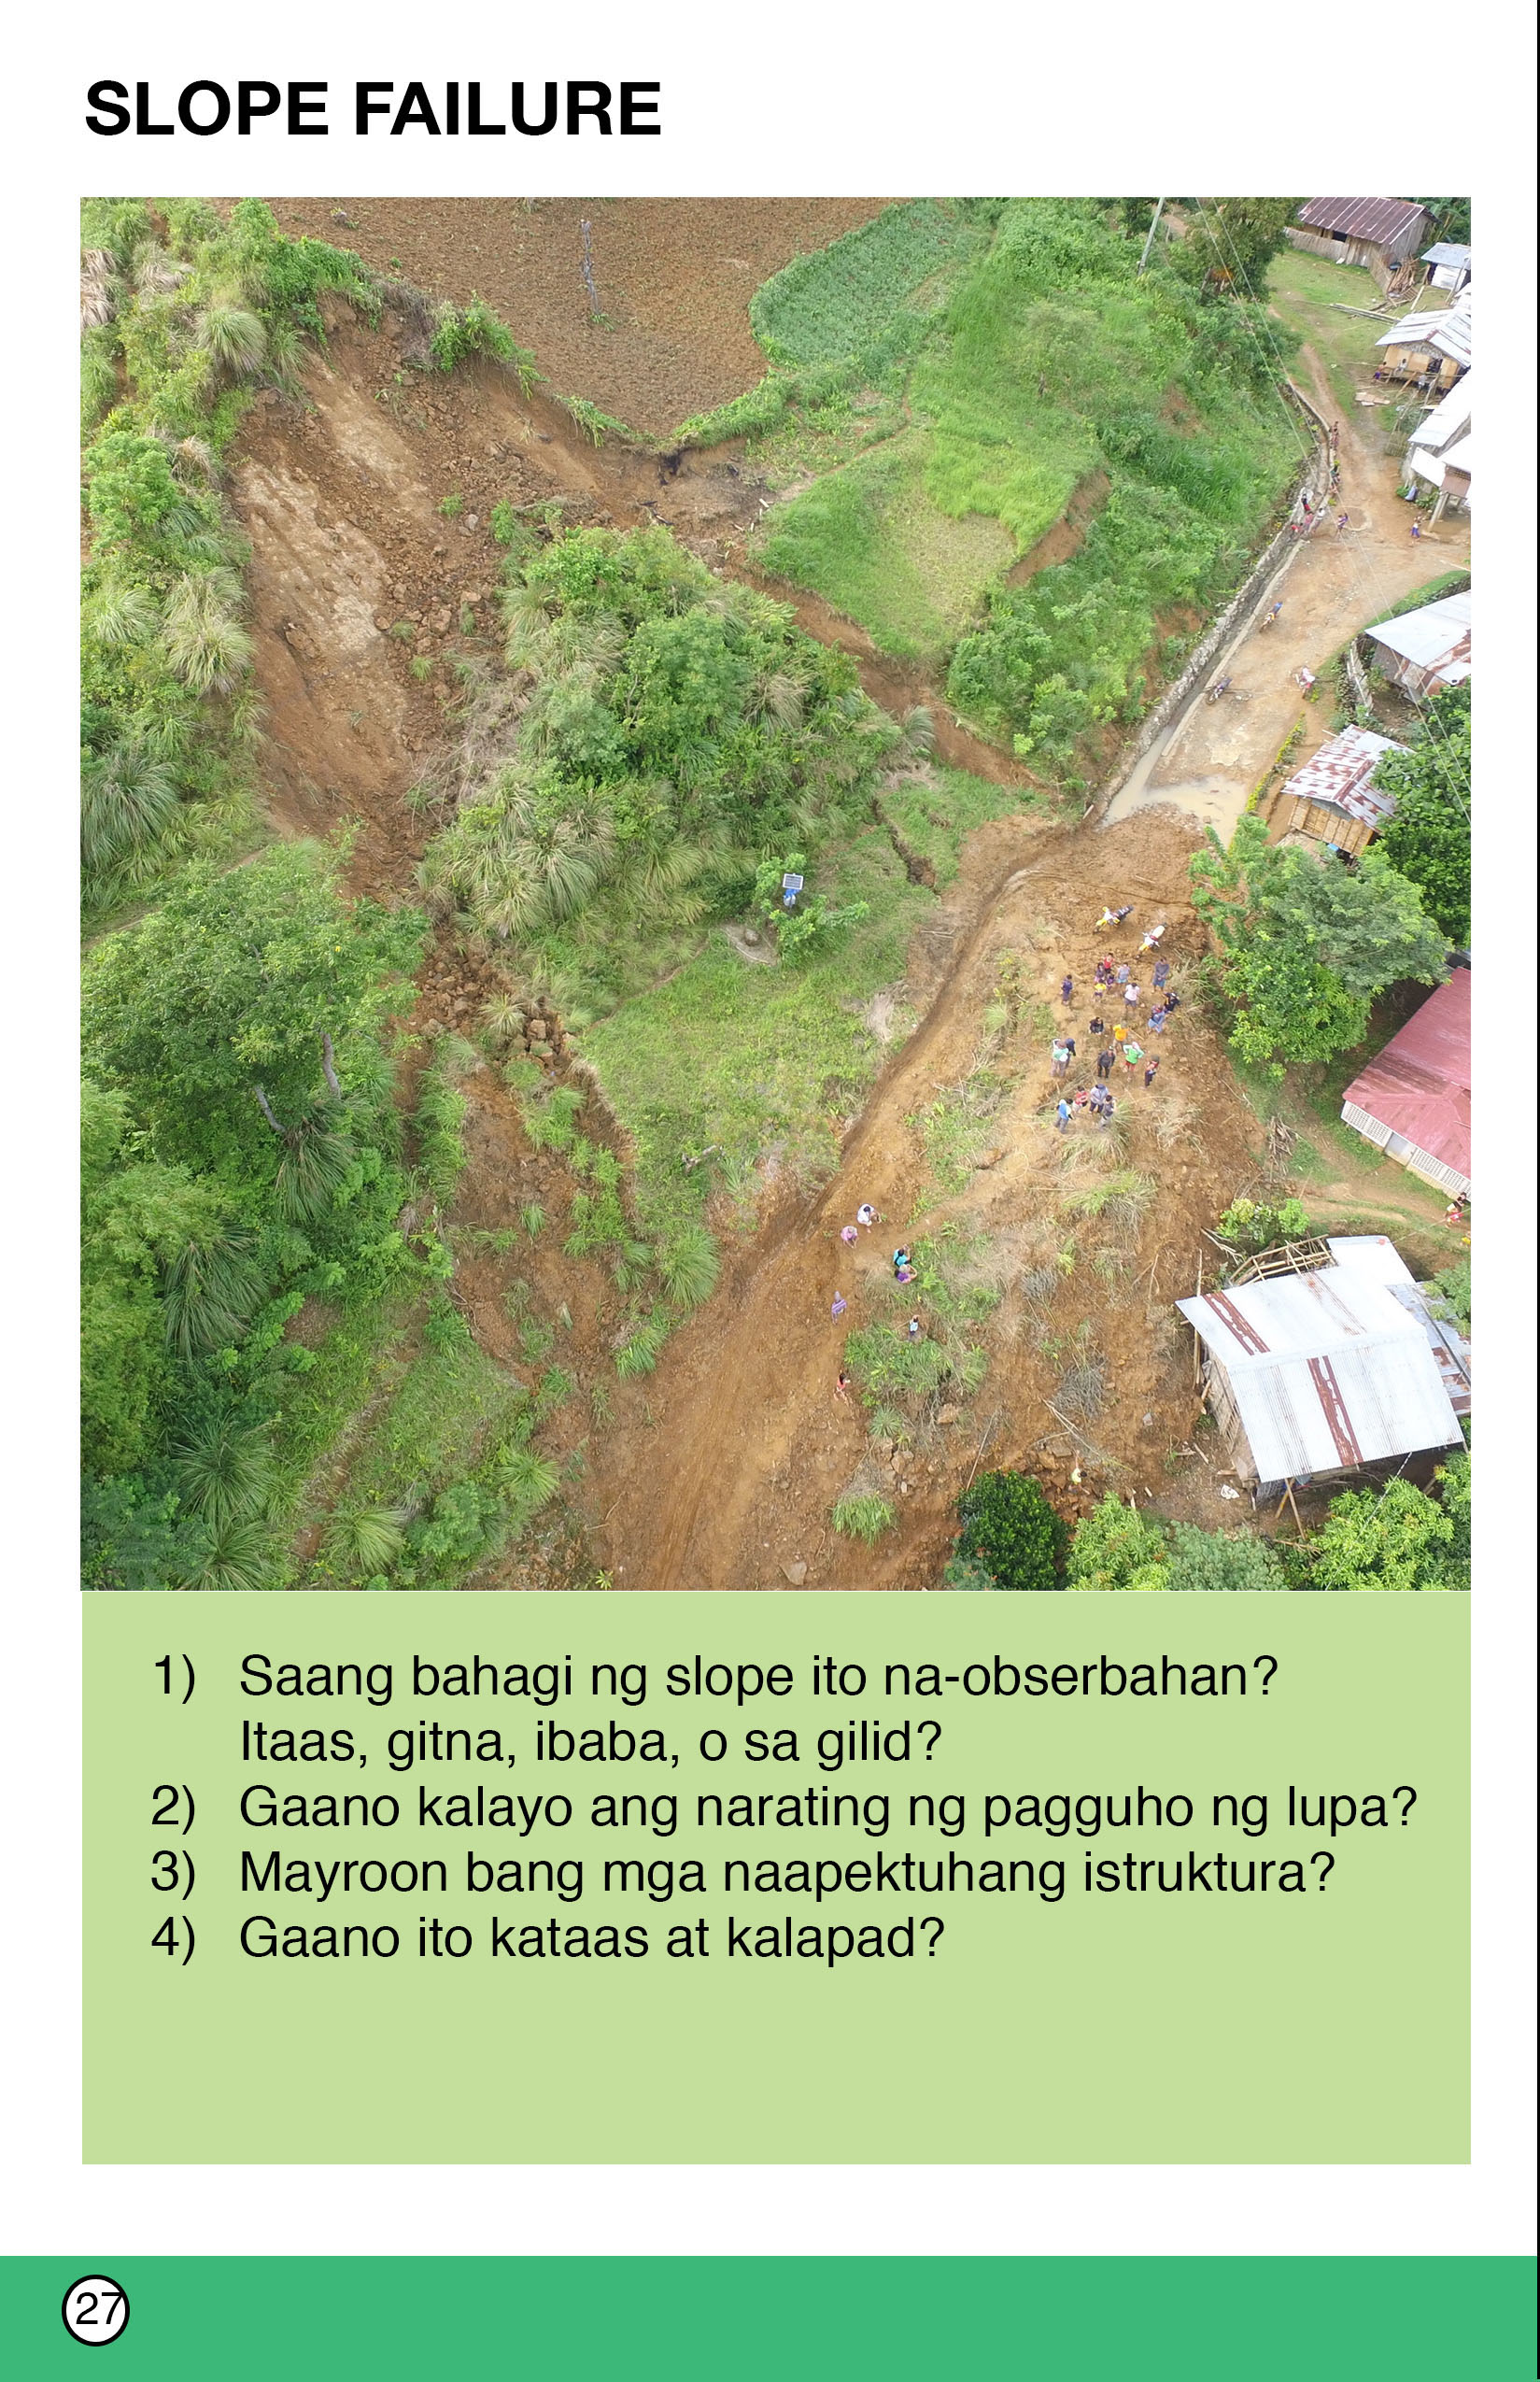 SLOPE FAILURE
1) Saang bahagi ng slope ito na-obserbahan?
Itaas, gitna, ibaba, o sa gilid?
2) Gaano kalayo ang narating ng pagguho ng lupa?
3) Mayroon bang mga naapektuhang istruktura?
4) Gaano ito kataas at kalapad?
27